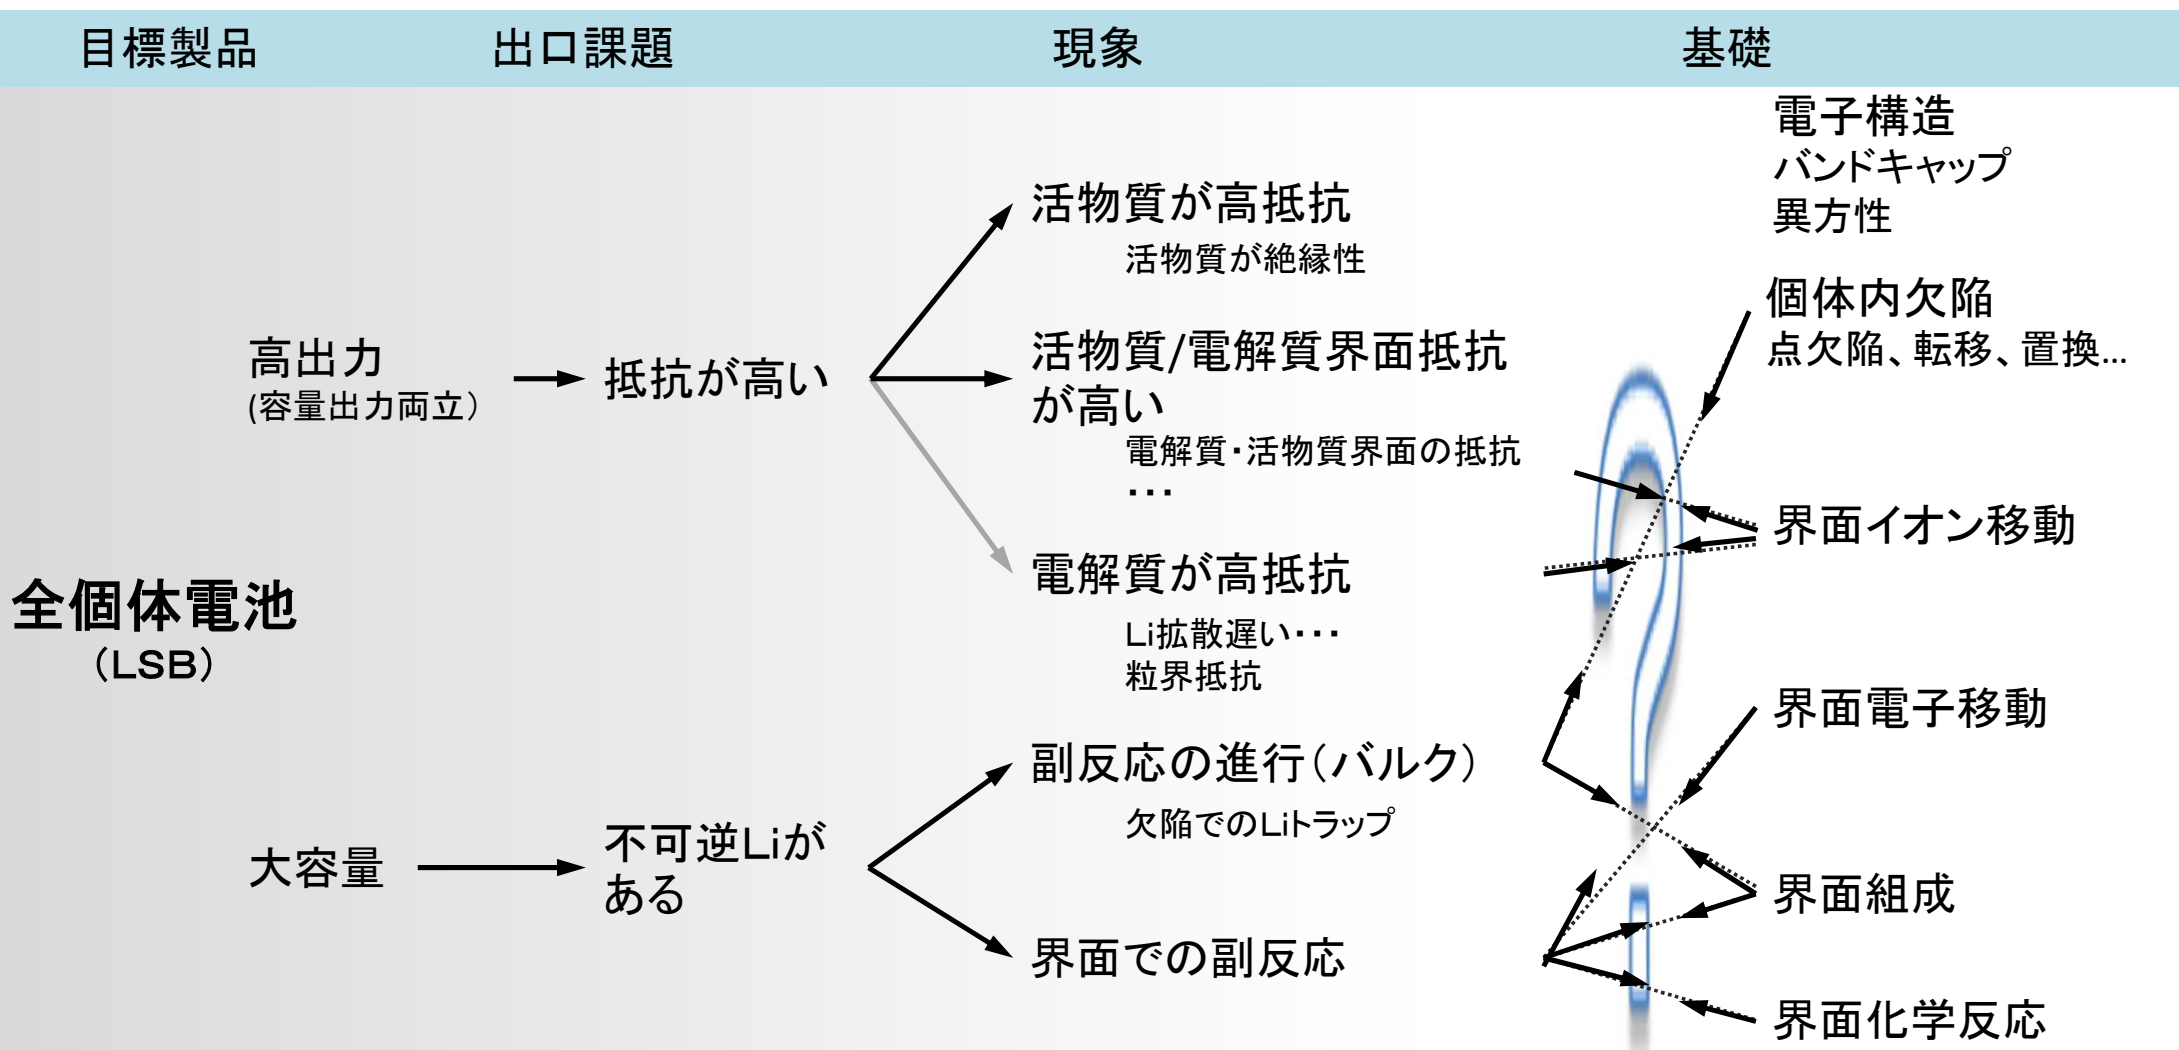 目標製品
出口課題
現象
基礎
電子構造
バンドキャップ
異方性
活物質が高抵抗
活物質が絶縁性
個体内欠陥
点欠陥、転移、置換...
高出力
(容量出力両立）
抵抗が高い
活物質/電解質界面抵抗
が高い
電解質・活物質界面の抵抗
・・・
界面イオン移動
電解質が高抵抗
Li拡散遅い・・・
粒界抵抗
全個体電池
（LSB）
界面電子移動
副反応の進行（バルク）
欠陥でのLiトラップ
大容量
不可逆Liが
ある
界面組成
界面での副反応
界面化学反応